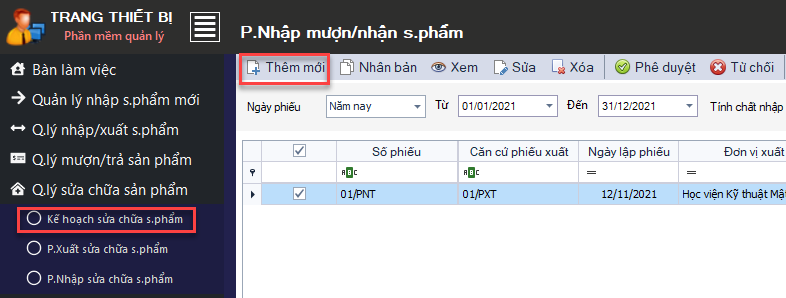 TRANG THIẾT BỊ
Phần mềm quản lý
P.Nhập mượn/nhận s.phẩm
Thêm mới Nhân bản Xem Sửa Xóa Phê duyệt Từ chối
Bàn làm việc
Quản lý nhập s.phẩm mới
Q.lý nhập/xuất s.phẩm
Q.lý mượn/trả sản phẩm
Q.lý sửa chữa sản phẩm
Kế hoạch sửa chữa s.phẩm
P.Xuất sửa chữa s.phẩm
P.Nhập sửa chữa s.phẩm
Ngày phiếu Năm nay Từ 01/01/2021 Đến 31/12/2021 Tính chất nhập
Số phiếu Căn cứ phiếu xuất Ngày lập phiếu Đơn vị xuất
ABC ABC = =
01/PNT 01/PXT 12/11/2021 Học viện Kỹ thuật Mậ